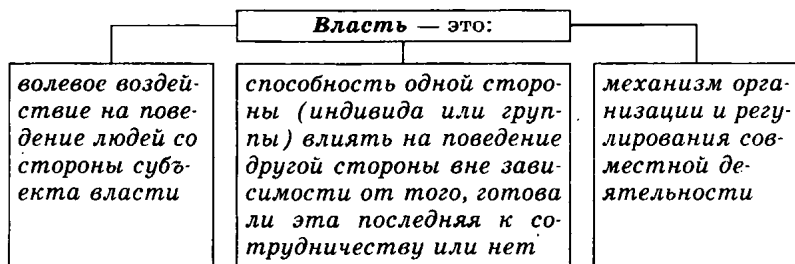 Власть — это:
волевое воздей-
ствие на пове-
дение людей со
стороны субъ-
екта власти
способность одной сторо-
ны (индивида или груп-
пы) влиять на поведение
другой стороны вне зави-
симости от того, готова
ли эта последняя к со-
трудничеству или нет
механизм орга-
низации и регу-
лирования сов-
местной де-
ятельности